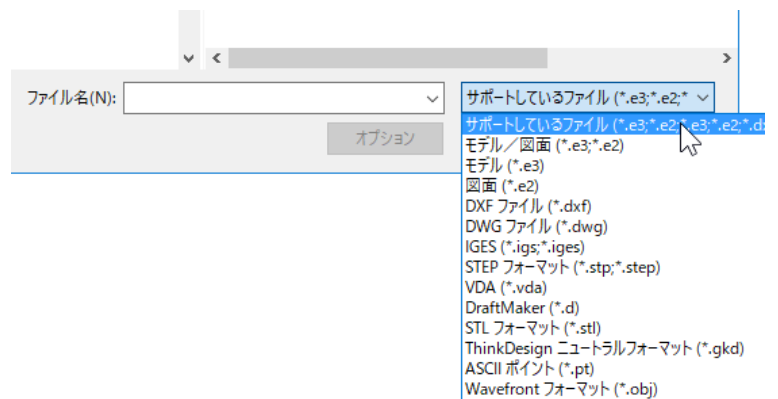 ファイル名(N):
サポートしているファイル (*.e3;*.e2;*
オプション
サポートしているファイル (*.e3;*.e2;*.e3;*.e2;*.d
モデル／図面 (*.e3;*.e2)
モデル (*.e3)
図面 (*.e2)
DXF ファイル (*.dxf)
DWG ファイル (*.dwg)
IGES (*.igs;*.iges)
STEP フォーマット (*.stp;*.step)
VDA (*.vda)
DraftMaker (*.d)
STL フォーマット (*.stl)
ThinkDesign ニュートラルフォーマット (*.gkd)
ASCII ポイント (*.pt)
Wavefront フォーマット (*.obj)